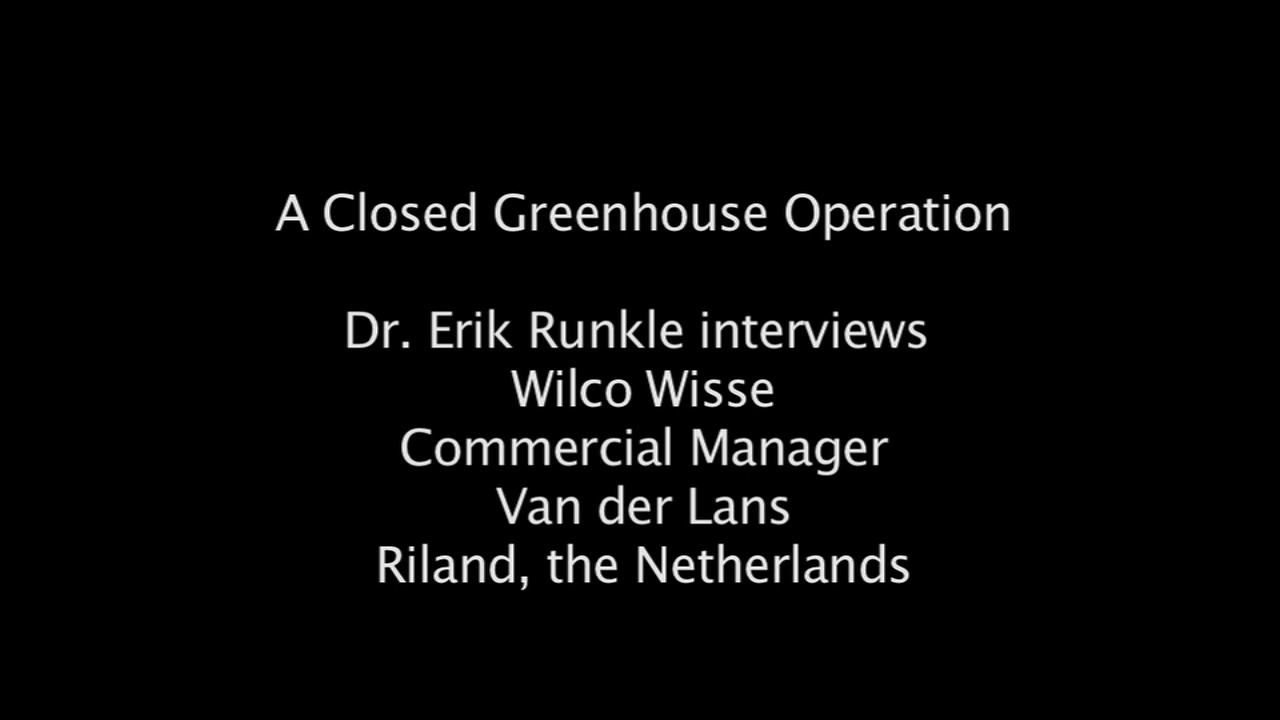 A Closed Greenhouse Operation
Dr. Erik Runkle interviews
Wilco Wisse
Commercial Manager
Van der Lans
Riland, the Netherlands